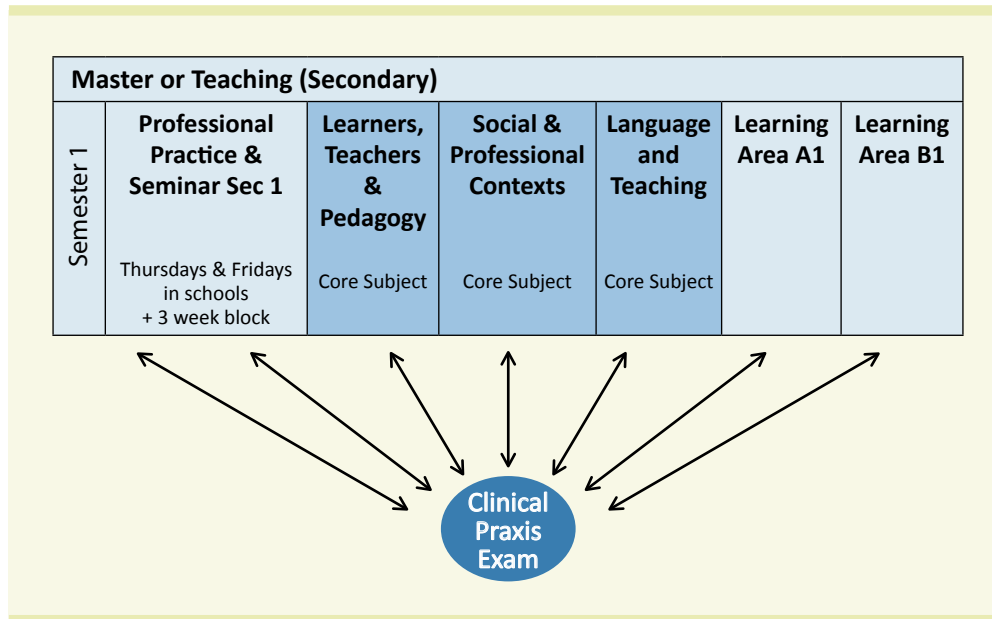 Master or Teaching (Secondary)
Semester 1
Professional
Practice &
Seminar Sec 1
Thursdays & Fridays
in schools
+ 3 week block
Learners,
Teachers
&
Pedagogy
Core Subject
Social &
Professional
Contexts
Core Subject
Language
and
Teaching
Core Subject
Learning
Area A1
Learning
Area B1
Clinical
Praxis
Exam